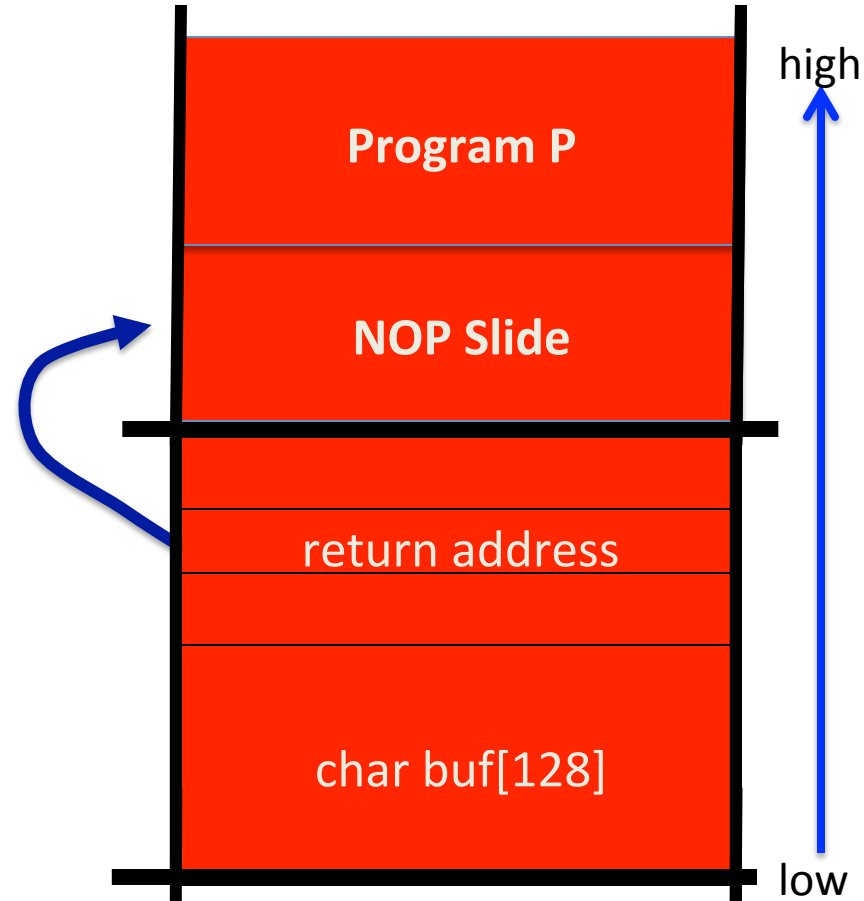 high
Program P
NOP Slide
return address
char buf[128]
low